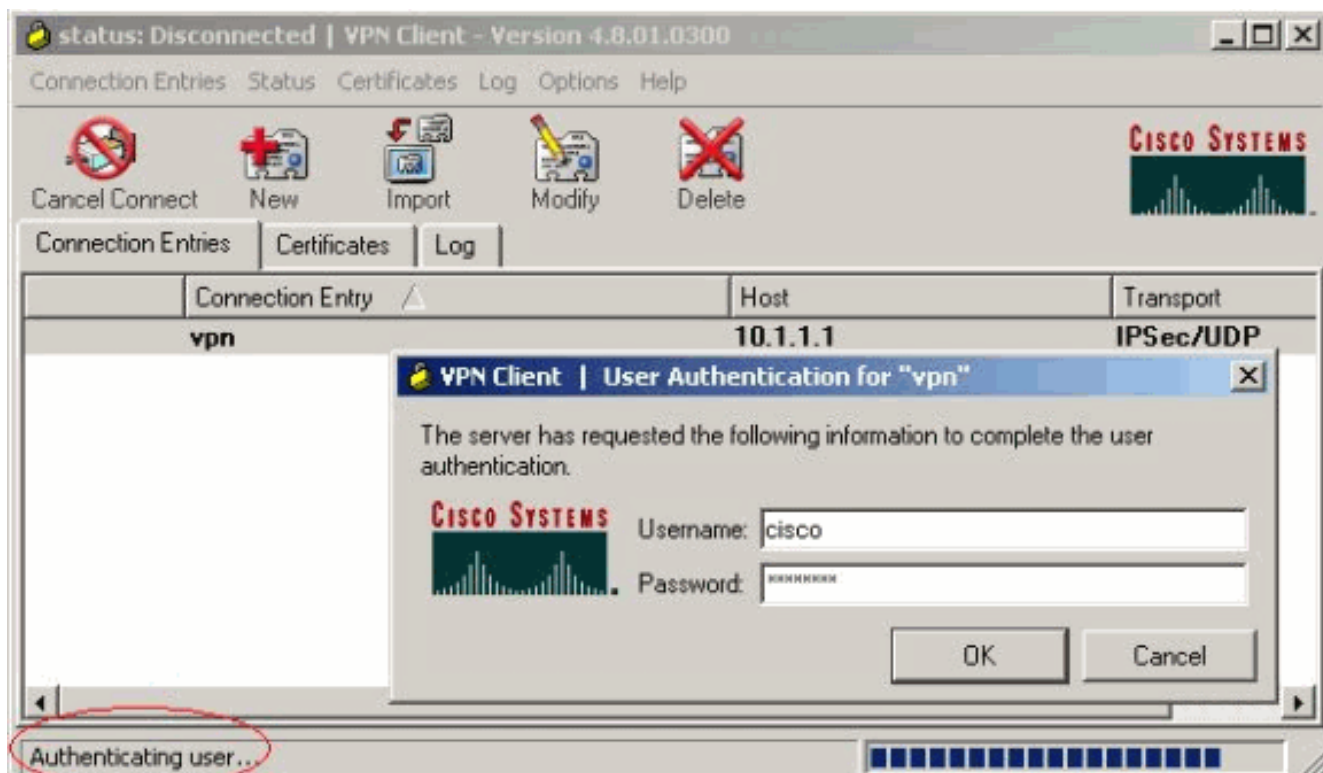 status: Disconnected | VPN Client - Version 4.8.01.0300
Connection Entries Status Certificates Log Options Help
Cancel Connect New Import Modify Delete
CISCO SYSTEMS
Connection Entries Certificates Log
Connection Entry Host Transport
vpn 10.1.1.1 IPSec/UDP
VPN Client | User Authentication for "vpn"
The server has requested the following information to complete the user
authentication.
CISCO SYSTEMS
Username: cisco
Password: ********
OK Cancel
Authenticating user...